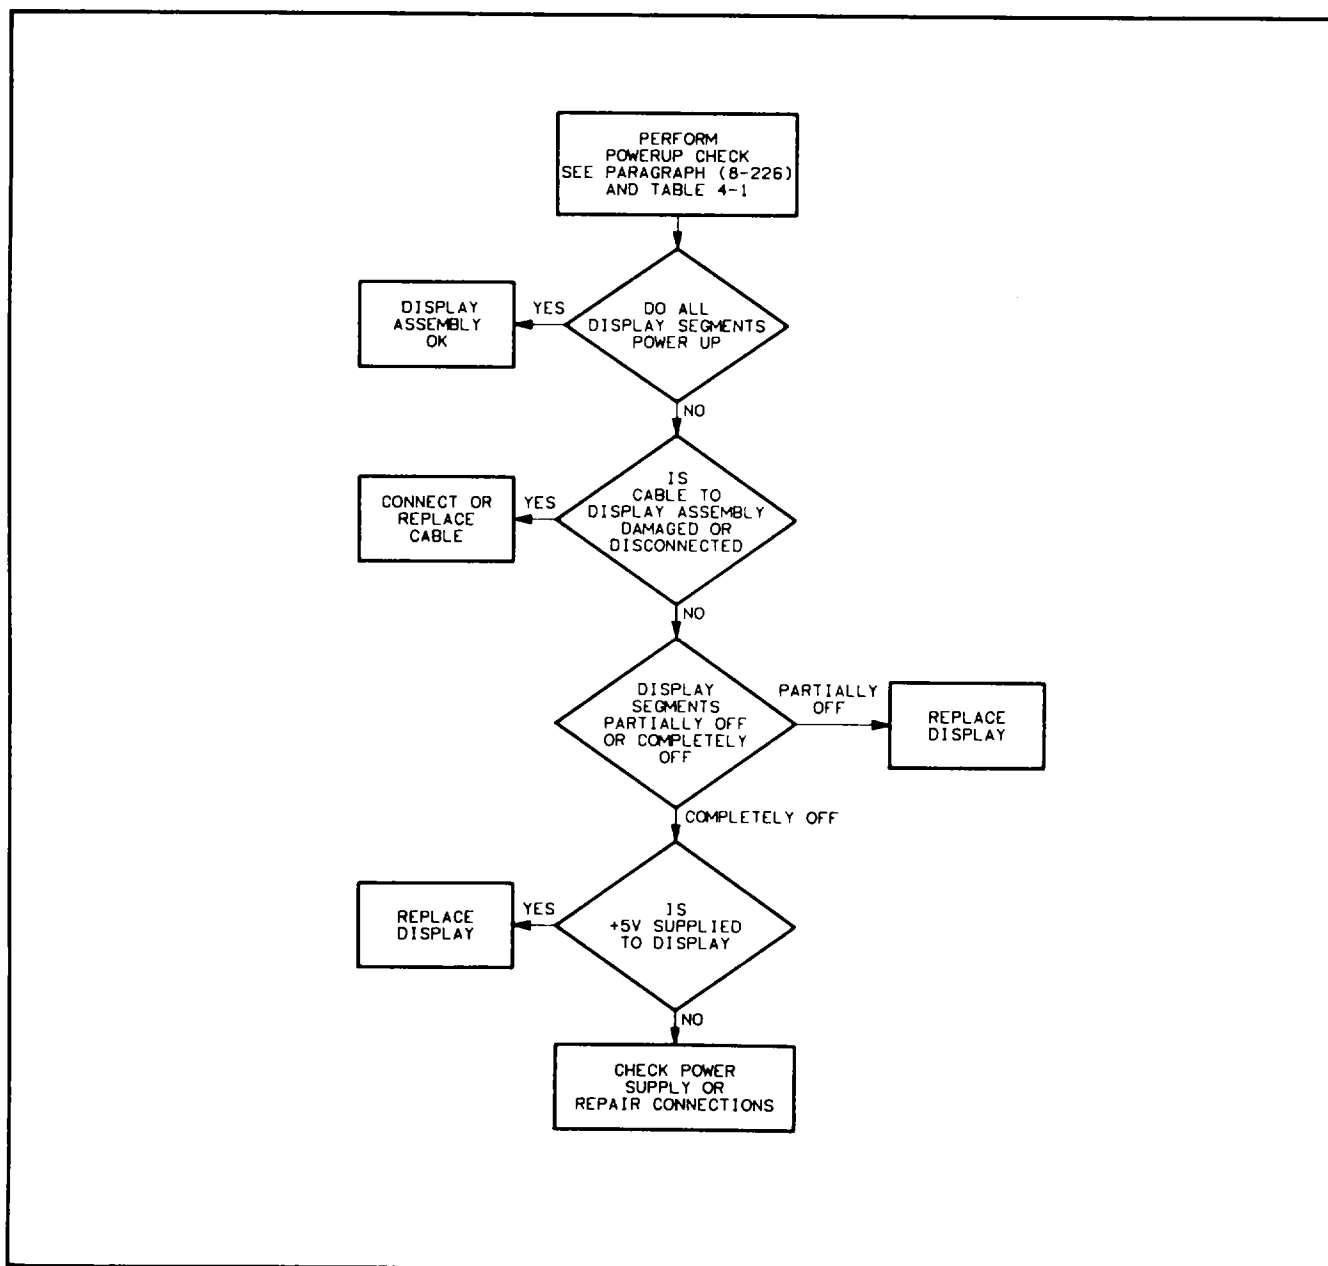 PERFORM
POWERUP CHECK
SEE PARAGRAPH (8-226)
AND TABLE 4-1
DO ALL
DISPLAY SEGMENTS
POWER UP
YES
DISPLAY
ASSEMBLY
OK
NO
IS
CABLE TO
DISPLAY ASSEMBLY
DAMAGED OR
DISCONNECTED
YES
CONNECT OR
REPLACE
CABLE
NO
DISPLAY
SEGMENTS
PARTIALLY OFF
OR COMPLETELY
OFF
PARTIALLY
OFF
REPLACE
DISPLAY
COMPLETELY OFF
IS
+5V SUPPLIED
TO DISPLAY
YES
REPLACE
DISPLAY
NO
CHECK POWER
SUPPLY OR
REPAIR CONNECTIONS